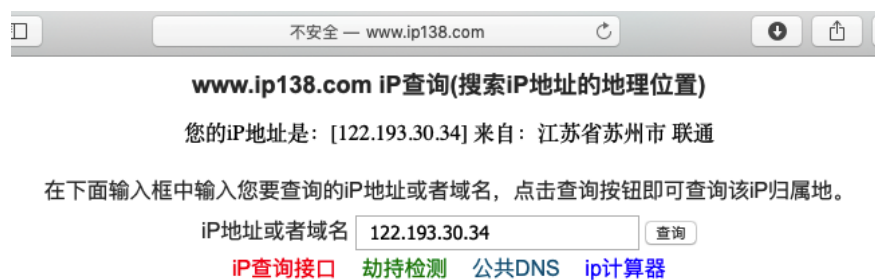 不安全 — www.ip138.com
www.ip138.com iP查询(搜索iP地址的地理位置)
您的iP地址是：[122.193.30.34] 来自：江苏省苏州市 联通
在下面输入框中输入您要查询的iP地址或者域名，点击查询按钮即可查询该iP归属地。
iP地址或者域名 122.193.30.34 查询
iP查询接口 劫持检测 公共DNS ip计算器